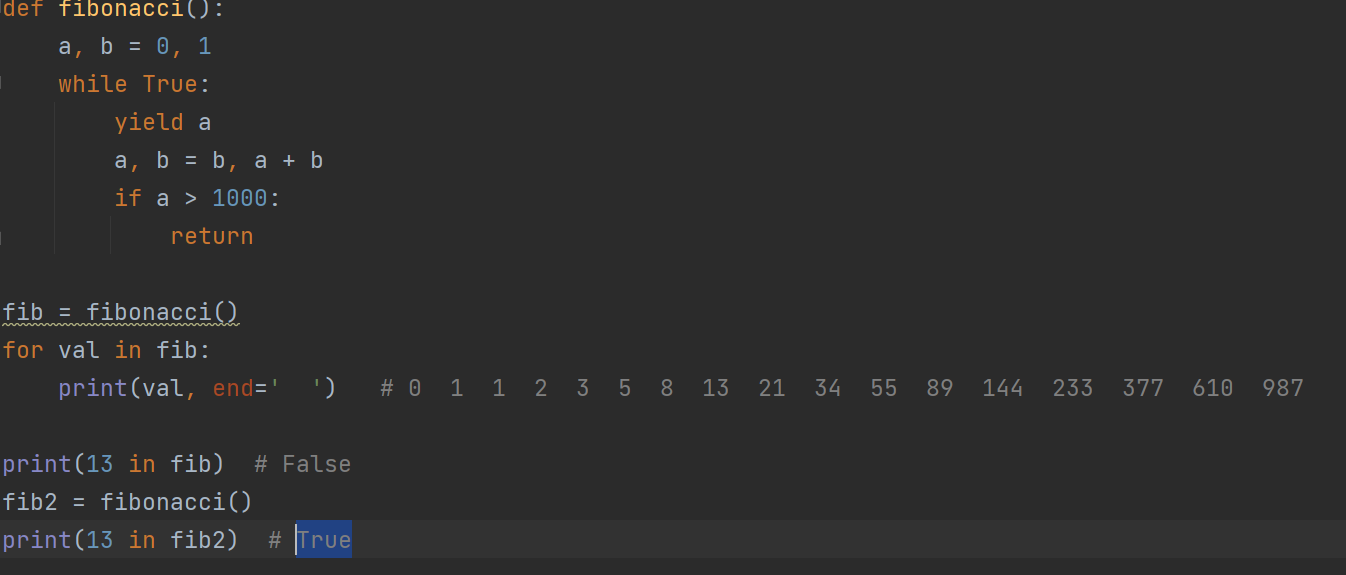 def fibonacci():
    a, b = 0, 1
    while True:
        yield a
        a, b = b, a + b
        if a > 1000:
            return
fib = fibonacci()
for val in fib:
    print(val, end='  ')   # 0  1  1  2  3  5  8  13  21  34  55  89  144  233  377  610  987
print(13 in fib)  # False
fib2 = fibonacci()
print(13 in fib2)  # True